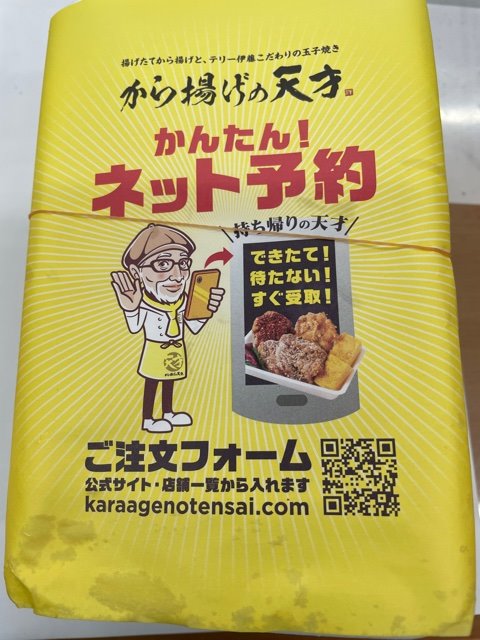 揚げたてから揚げと、テリー伊藤こだわりの玉子焼き
から揚げの天才
かんたん!
ネット予約
持ち帰りの天才
できたて!
待たない!
すぐ受取!
ご注文フォーム
公式サイト・店舗一覧から入れます
karaagenotensai.com